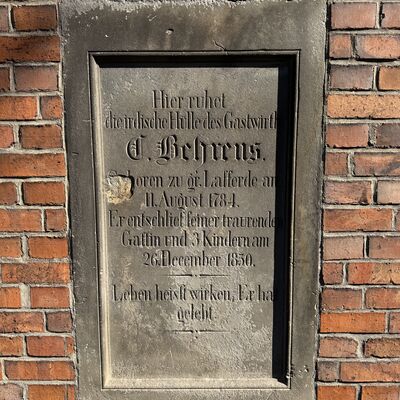 Hier ruhet
die irdische Hülle des Gastwirth
C. Behrens.
Geboren zu gr. Lafferde am
11. August 1784.
Er entschlief seiner traurenden
Gattin und 3 Kindern am
26. December 1850.
Leben heisst wirken, Er hat
gelebt.